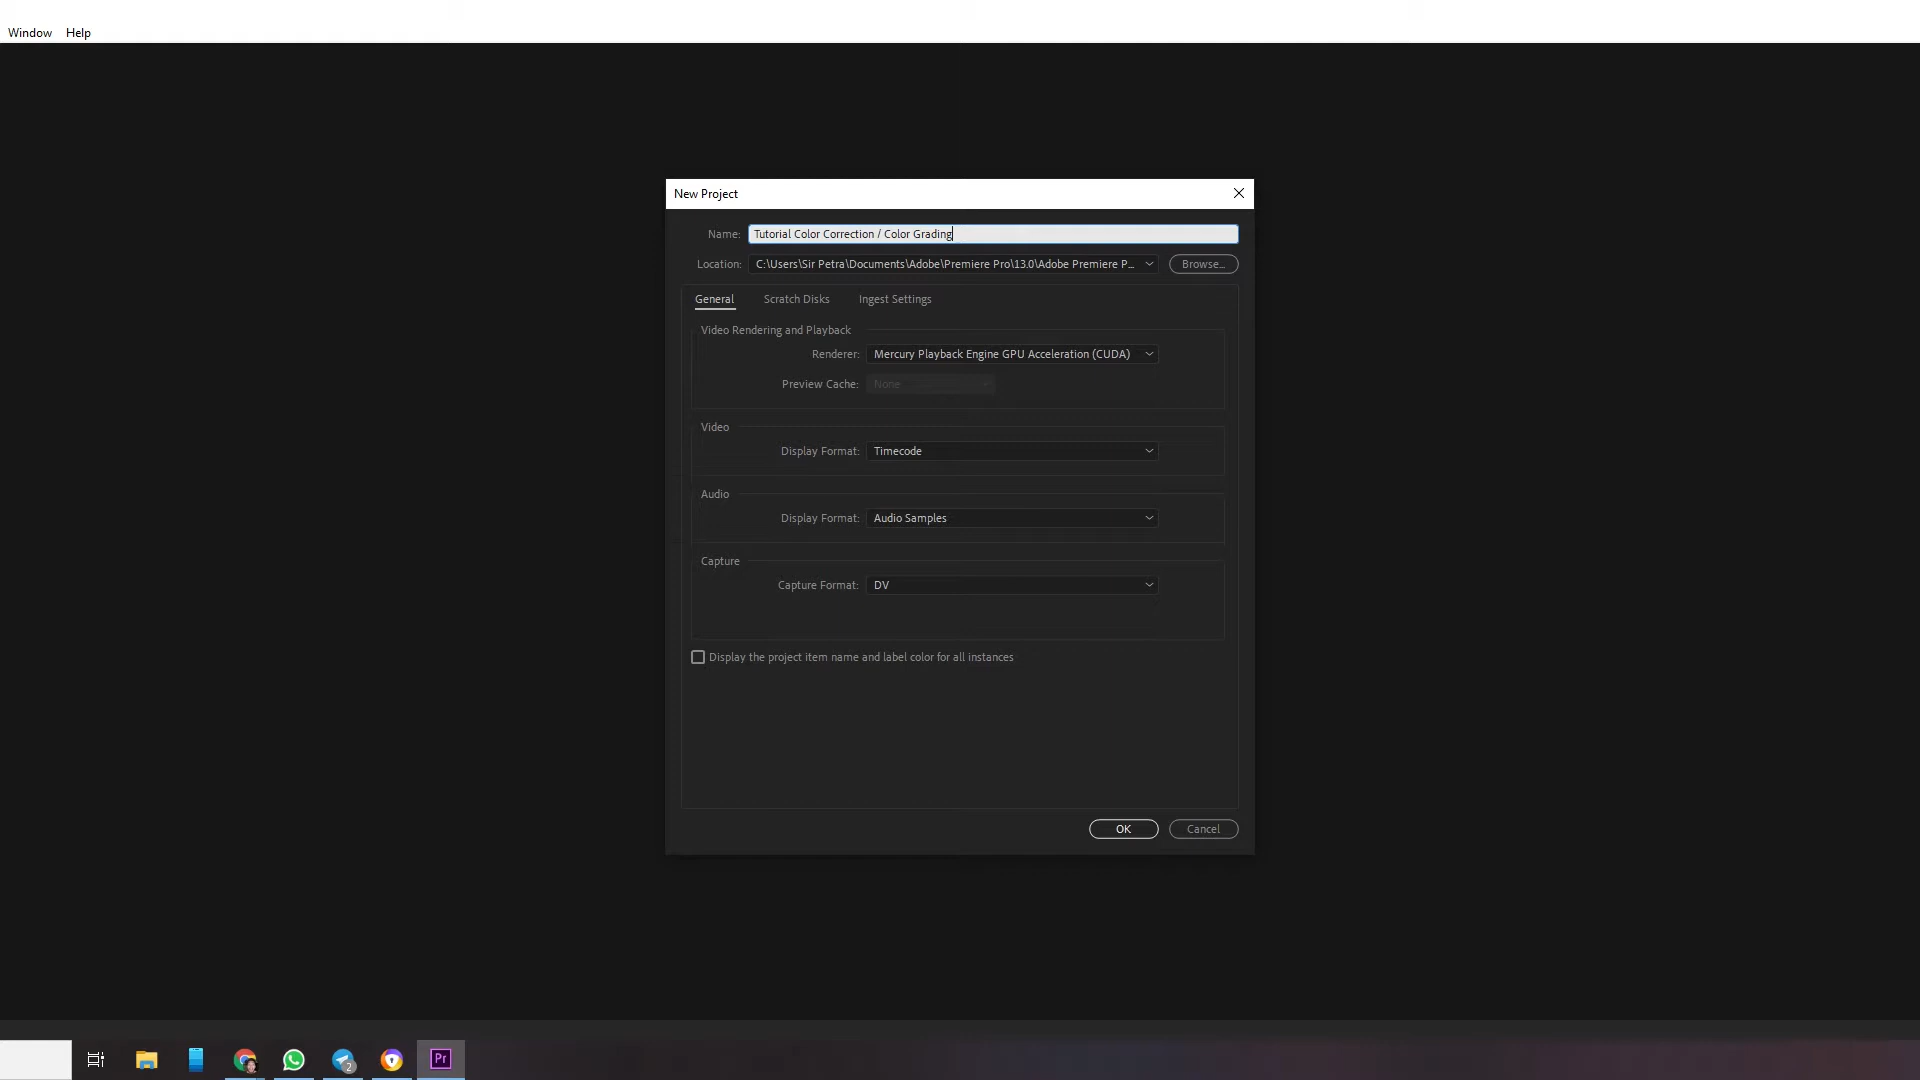 Window Help
New Project
Name: Tutorial Color Correction / Color Grading
Location: C:\Users\Sir Petra\Documents\Adobe\Premiere Pro\13.0\Adobe Premiere P... Browse...
General Scratch Disks Ingest Settings
Video Rendering and Playback
Renderer: Mercury Playback Engine GPU Acceleration (CUDA)
Preview Cache: None
Video
Display Format: Timecode
Audio
Display Format: Audio Samples
Capture
Capture Format: DV
Display the project item name and label color for all instances
OK Cancel
2 Pr